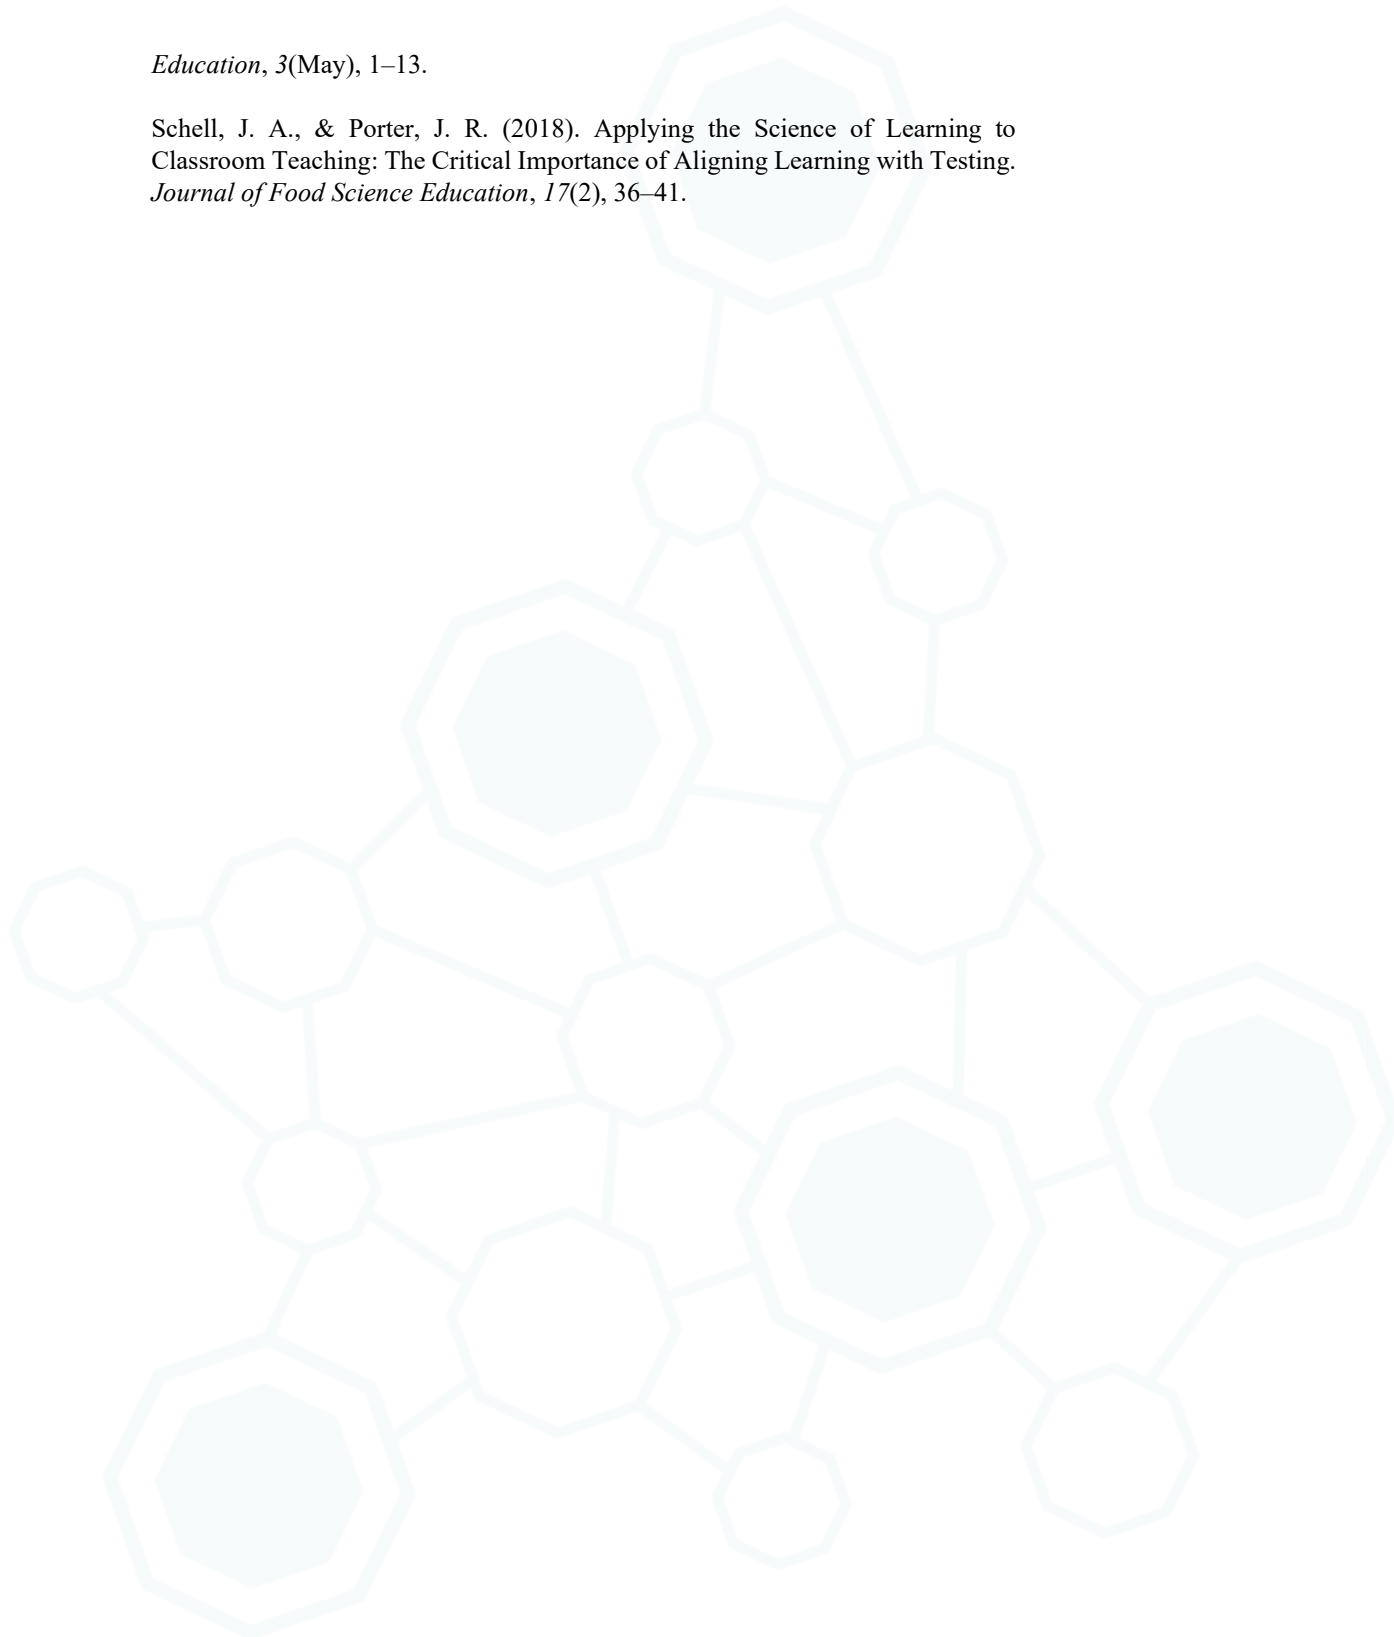 Education, 3(May), 1–13.
Schell, J. A., & Porter, J. R. (2018). Applying the Science of Learning to
Classroom Teaching: The Critical Importance of Aligning Learning with Testing.
Journal of Food Science Education, 17(2), 36–41.